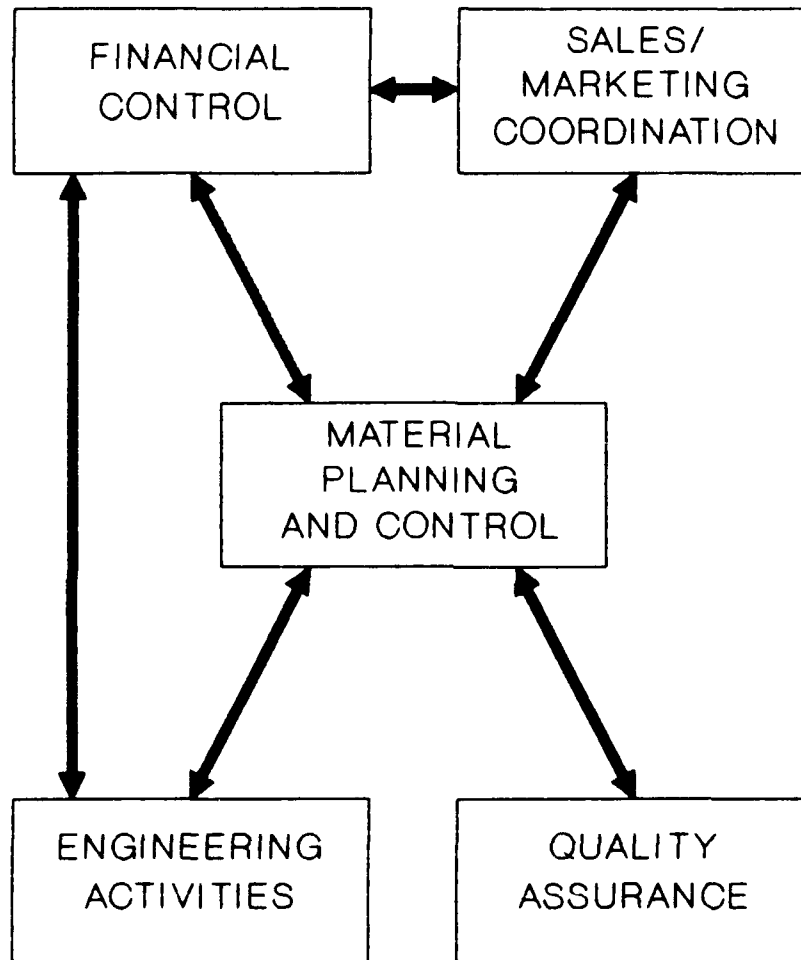 FINANCIAL
CONTROL
SALES/
MARKETING
COORDINATION
MATERIAL
PLANNING
AND CONTROL
ENGINEERING
ACTIVITIES
QUALITY
ASSURANCE